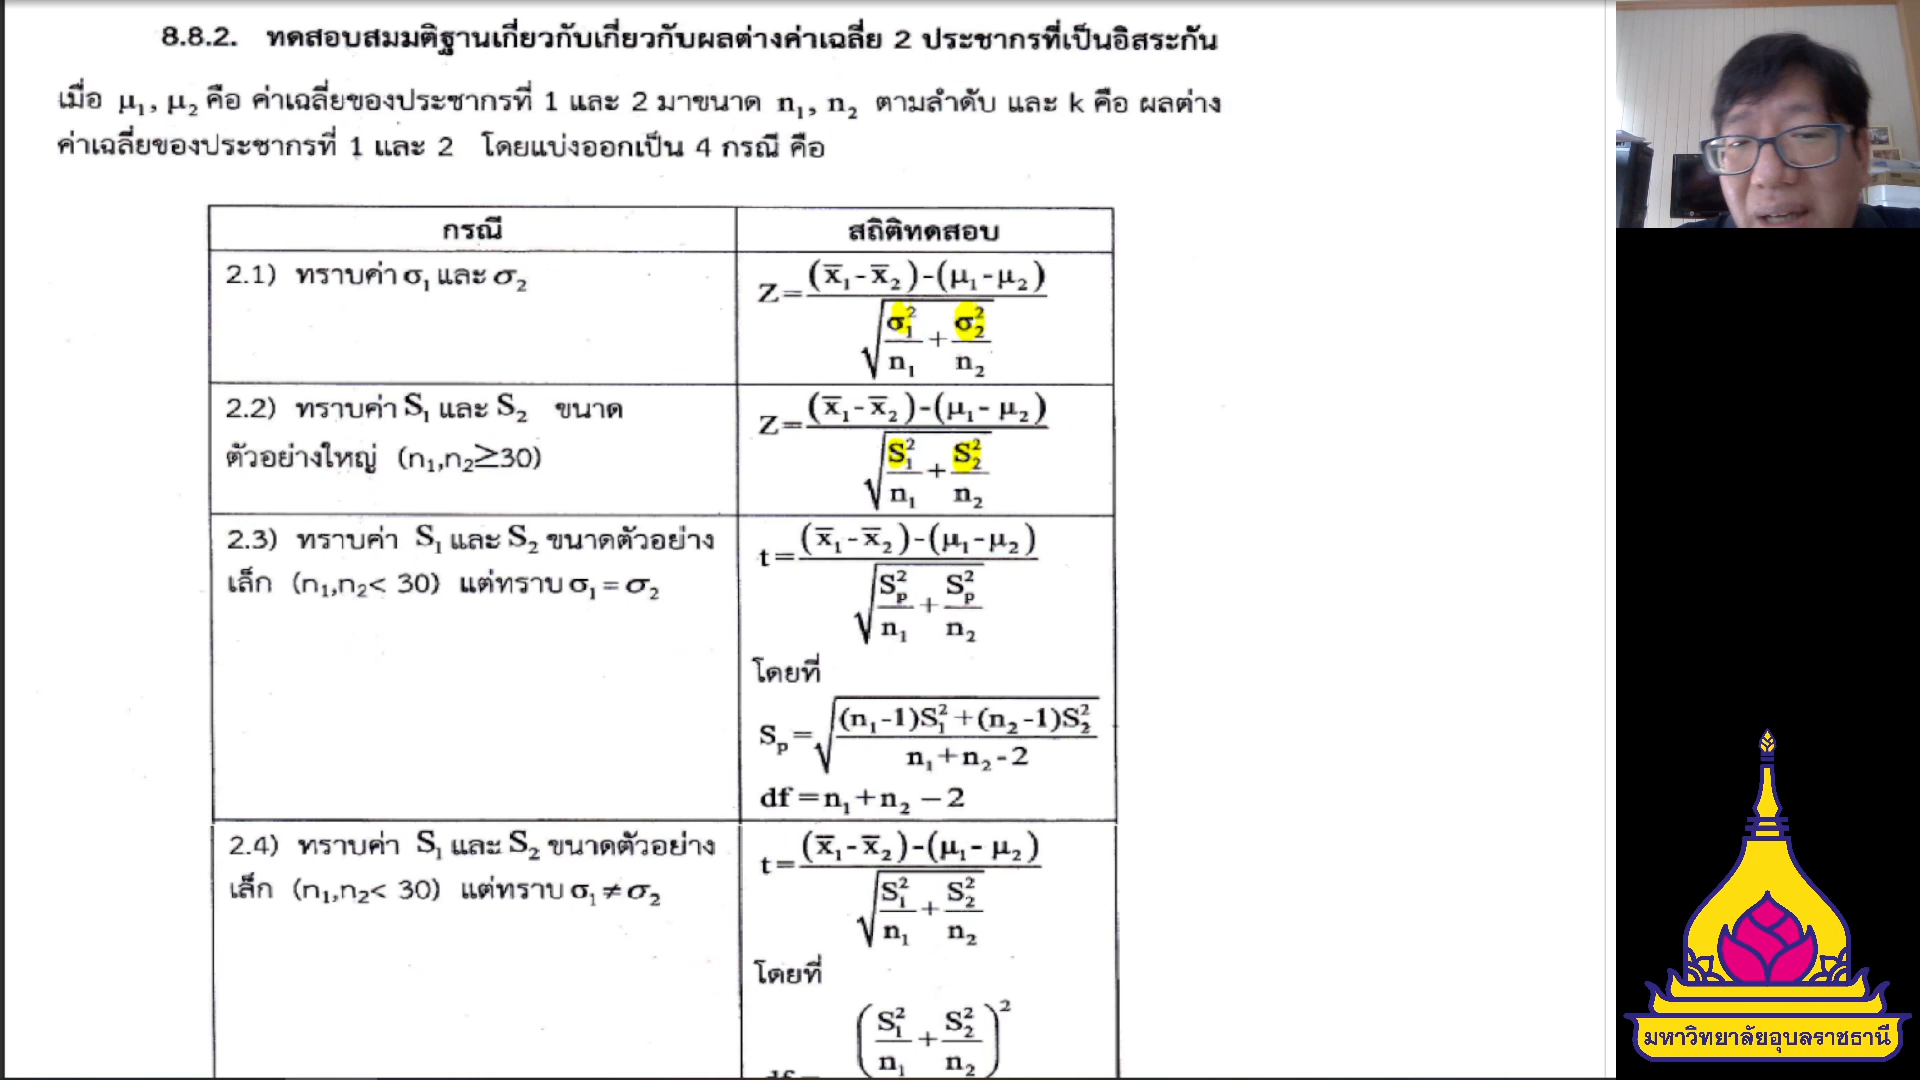 8.8.2. ทดสอบสมมติฐานเกี่ยวกับเกี่ยวกับผลต่างค่าเฉลี่ย 2 ประชากรที่เป็นอิสระกัน
เมื่อ μ₁, μ₂ คือ ค่าเฉลี่ยของประชากรที่ 1 และ 2 มาขนาด n₁, n₂ ตามลำดับ และ k คือ ผลต่าง
ค่าเฉลี่ยของประชากรที่ 1 และ 2 โดยแบ่งออกเป็น 4 กรณี คือ
กรณี
สถิติทดสอบ
2.1) ทราบค่า σ₁ และ σ₂
Z = ((x̄₁ - x̄₂) - (μ₁ - μ₂)) / √(σ₁²/n₁ + σ₂²/n₂)
2.2) ทราบค่า S₁ และ S₂ ขนาด
ตัวอย่างใหญ่ (n₁,n₂≥30)
Z = ((x̄₁ - x̄₂) - (μ₁ - μ₂)) / √(S₁²/n₁ + S₂²/n₂)
2.3) ทราบค่า S₁ และ S₂ ขนาดตัวอย่าง
เล็ก (n₁,n₂< 30) แต่ทราบ σ₁ = σ₂
t = ((x̄₁ - x̄₂) - (μ₁ - μ₂)) / √(Sp²/n₁ + Sp²/n₂)
โดยที่
Sp = √(((n₁-1)S₁² + (n₂-1)S₂²) / (n₁ + n₂ - 2))
df = n₁ + n₂ − 2
2.4) ทราบค่า S₁ และ S₂ ขนาดตัวอย่าง
เล็ก (n₁,n₂< 30) แต่ทราบ σ₁ ≠ σ₂
t = ((x̄₁ - x̄₂) - (μ₁ - μ₂)) / √(S₁²/n₁ + S₂²/n₂)
โดยที่
(S₁²/n₁ + S₂²/n₂)²
มหาวิทยาลัยอุบลราชธานี